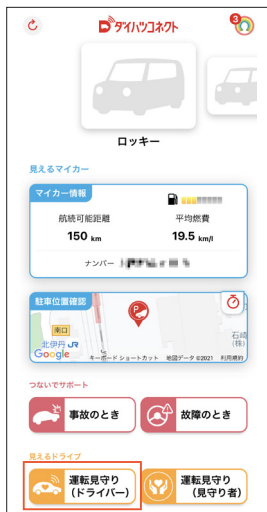 3
ダイハツコネクト
ロッキー
見えるマイカー
マイカー情報
航続可能距離
平均燃費
150 km
19.5 km/l
ナンバー
駐車位置確認
南口
北伊丹 JR
石崎
(株)
Google
キーボード ショートカット
地図データ ©2021
利用規約
つないでサポート
事故のとき
故障のとき
見えるドライブ
運転見守り
(ドライバー)
運転見守り
(見守り者)